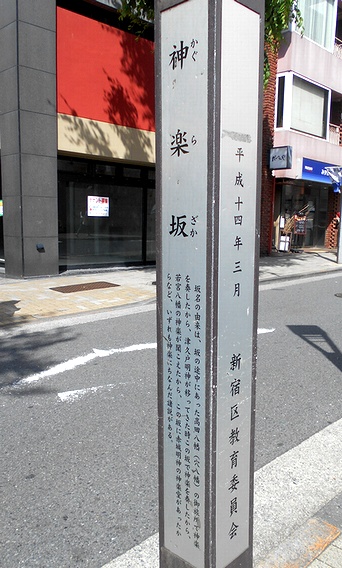 神楽坂
かぐらざか
坂名の由来は、坂の途中にあった高田八幡(穴八幡)の御旅所で神楽
を奏したから、津久戸明神が移ってきた時この坂で神楽を奏したから、
若宮八幡の神楽が聞こえたから、この坂に赤城明神の神楽堂があったか
らなど、いずれも神楽にちなんだ諸説がある。
平成十四年三月
新宿区教育委員会